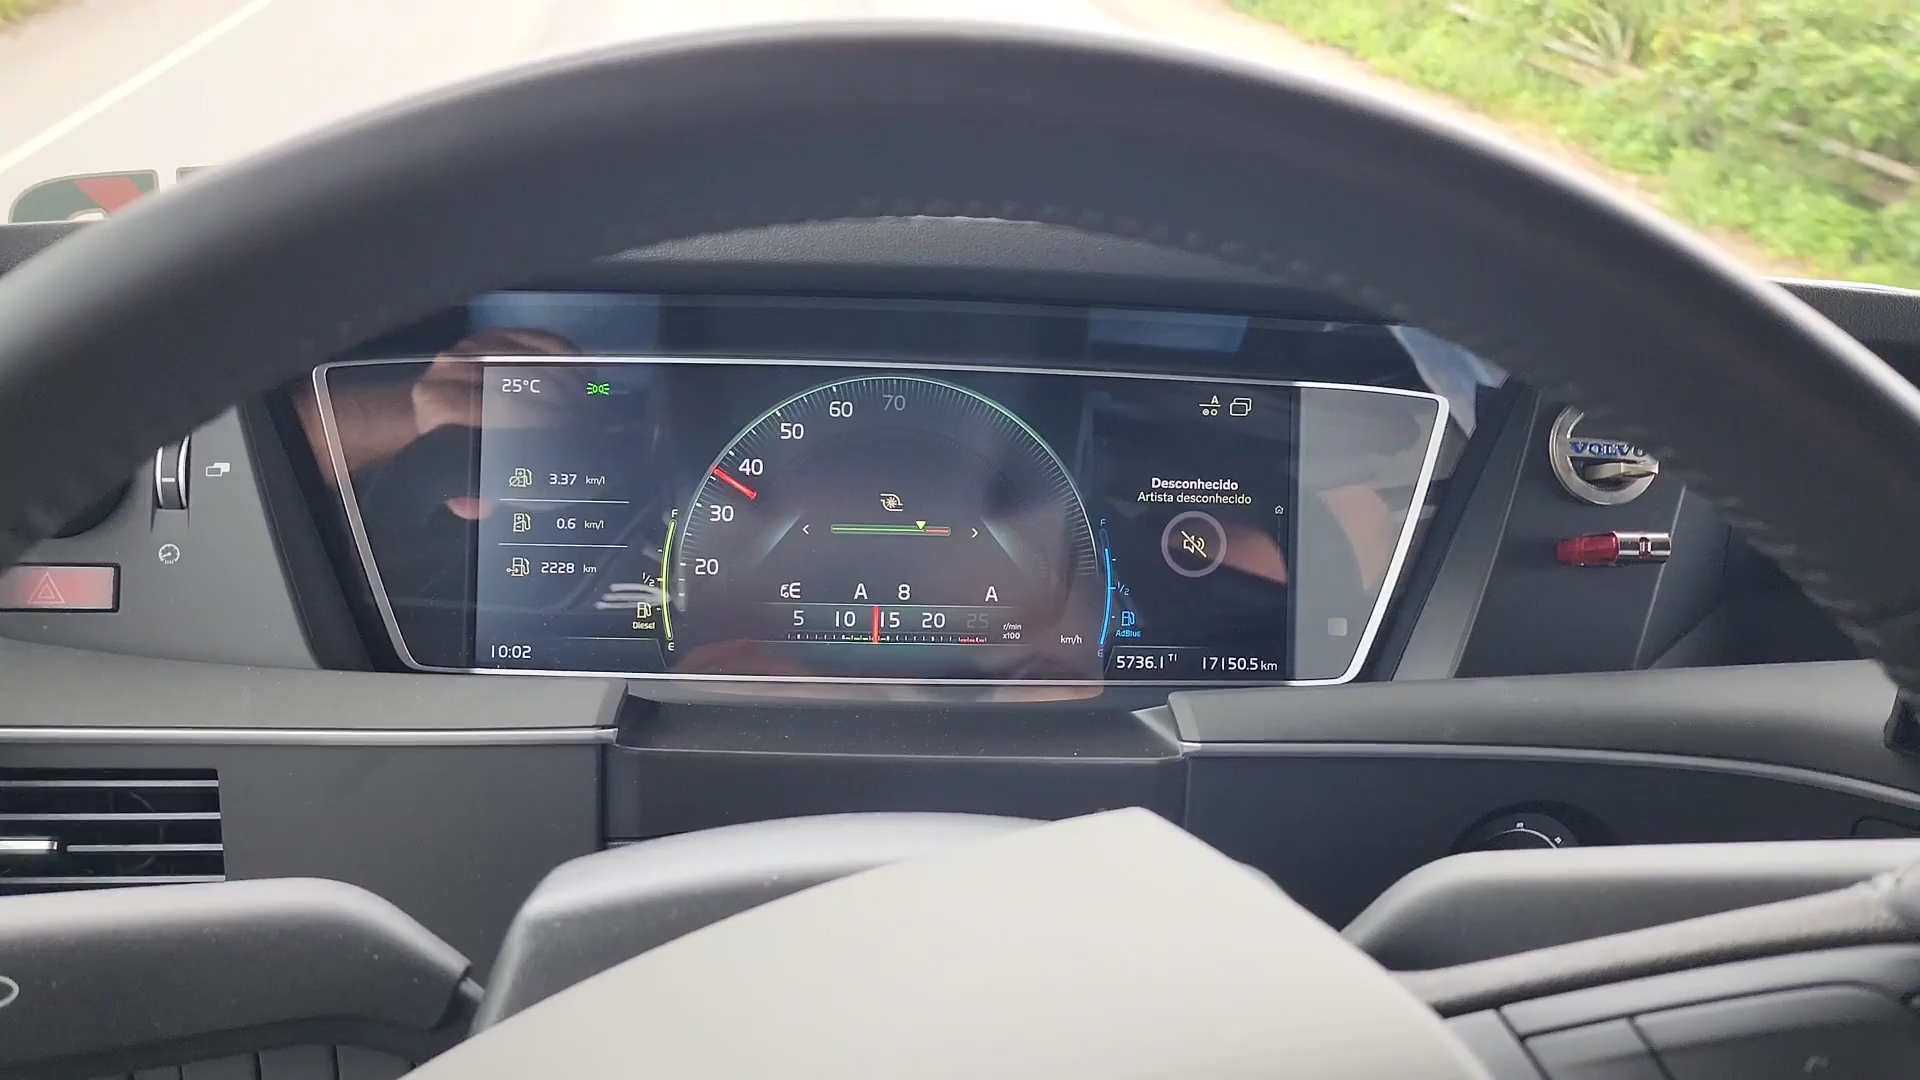 25°C
60
70
50
40
30
20
3.37 km/l
0.6 km/l
2228 km
10:02
F
1/2
Diesel
E
E A 8 A
5 10 15 20 25
r/min
x100
km/h
A
Desconhecido
Artista desconhecido
F
1/2
AdBlue
E
5736.1 T1 17150.5 km
VOLVO